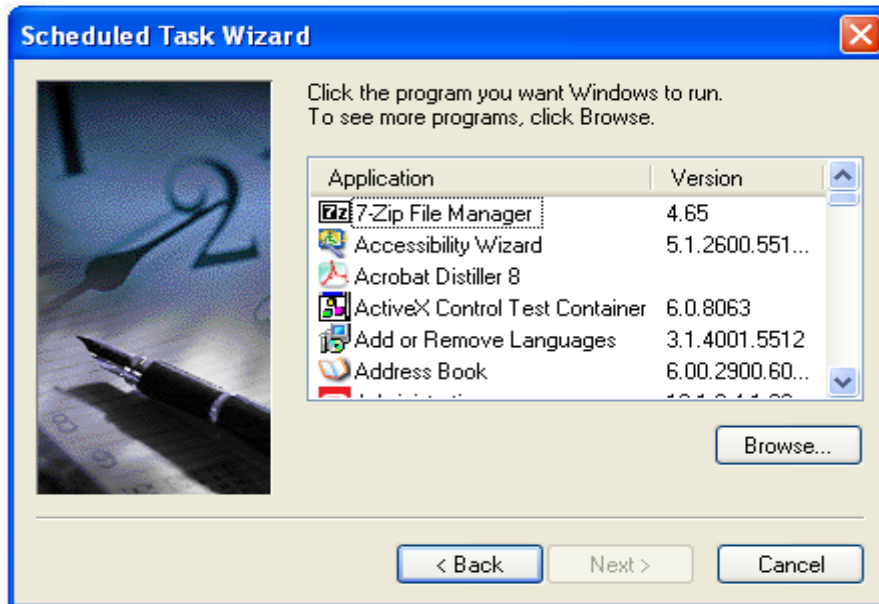 Scheduled Task Wizard
Click the program you want Windows to run.
To see more programs, click Browse.
Application Version
7-Zip File Manager 4.65
Accessibility Wizard 5.1.2600.551...
Acrobat Distiller 8
ActiveX Control Test Container 6.0.8063
Add or Remove Languages 3.1.4001.5512
Address Book 6.00.2900.60...
Browse...
< Back Next > Cancel